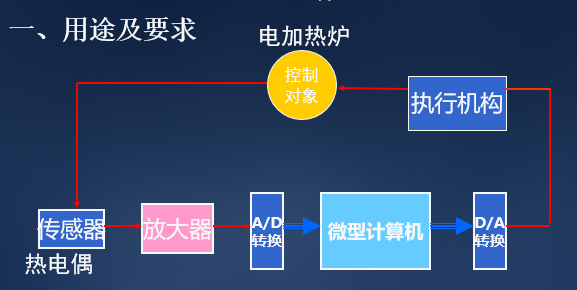 一、用途及要求
电加热炉
控制
对象
执行机构
传感器
放大器
A/D
转换
微型计算机
D/A
转换
热电偶